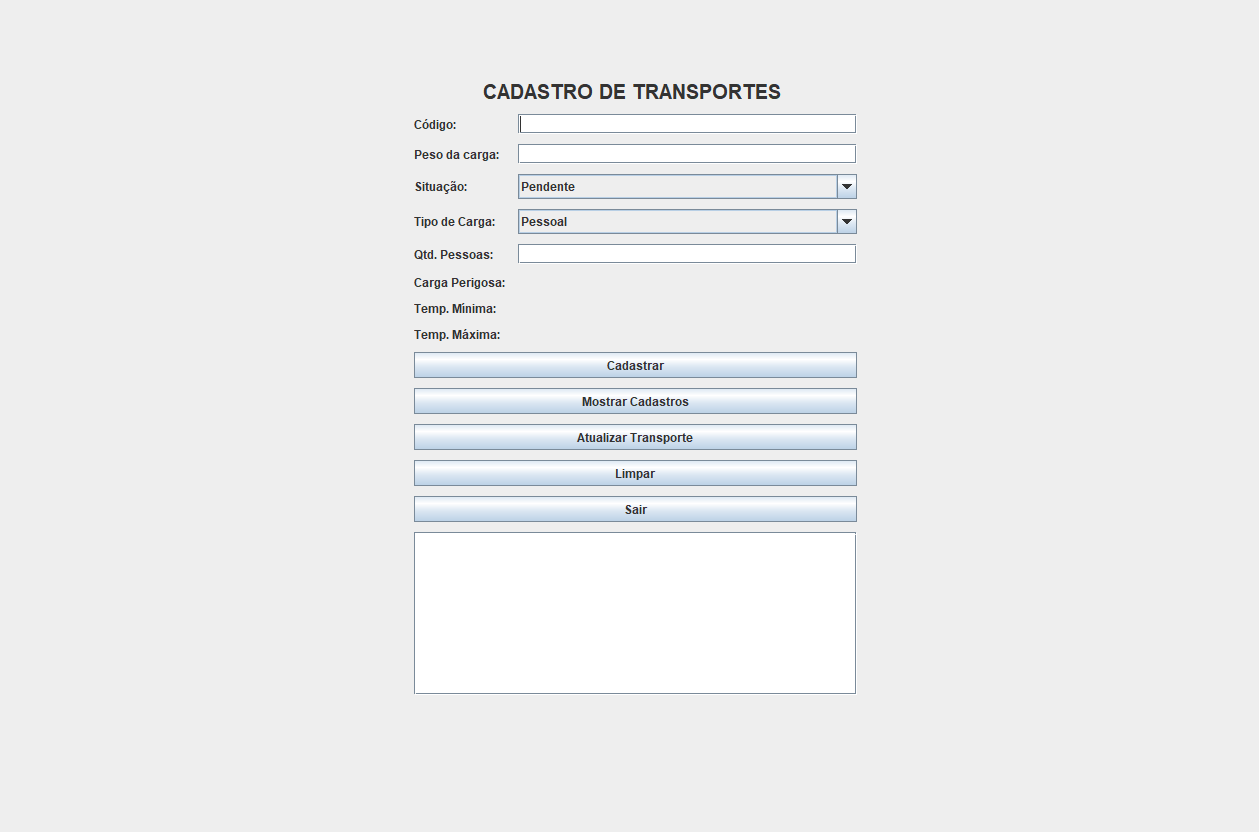 CADASTRO DE TRANSPORTES
Código:
Peso da carga:
Situação: Pendente
Tipo de Carga: Pessoal
Qtd. Pessoas:
Carga Perigosa:
Temp. Mínima:
Temp. Máxima:
Cadastrar
Mostrar Cadastros
Atualizar Transporte
Limpar
Sair